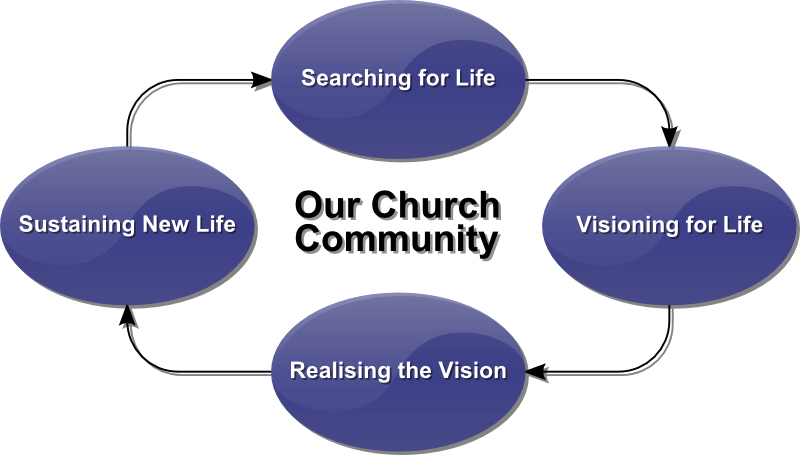 Searching for Life
Our Church
Community
Sustaining New Life
Visioning for Life
Realising the Vision